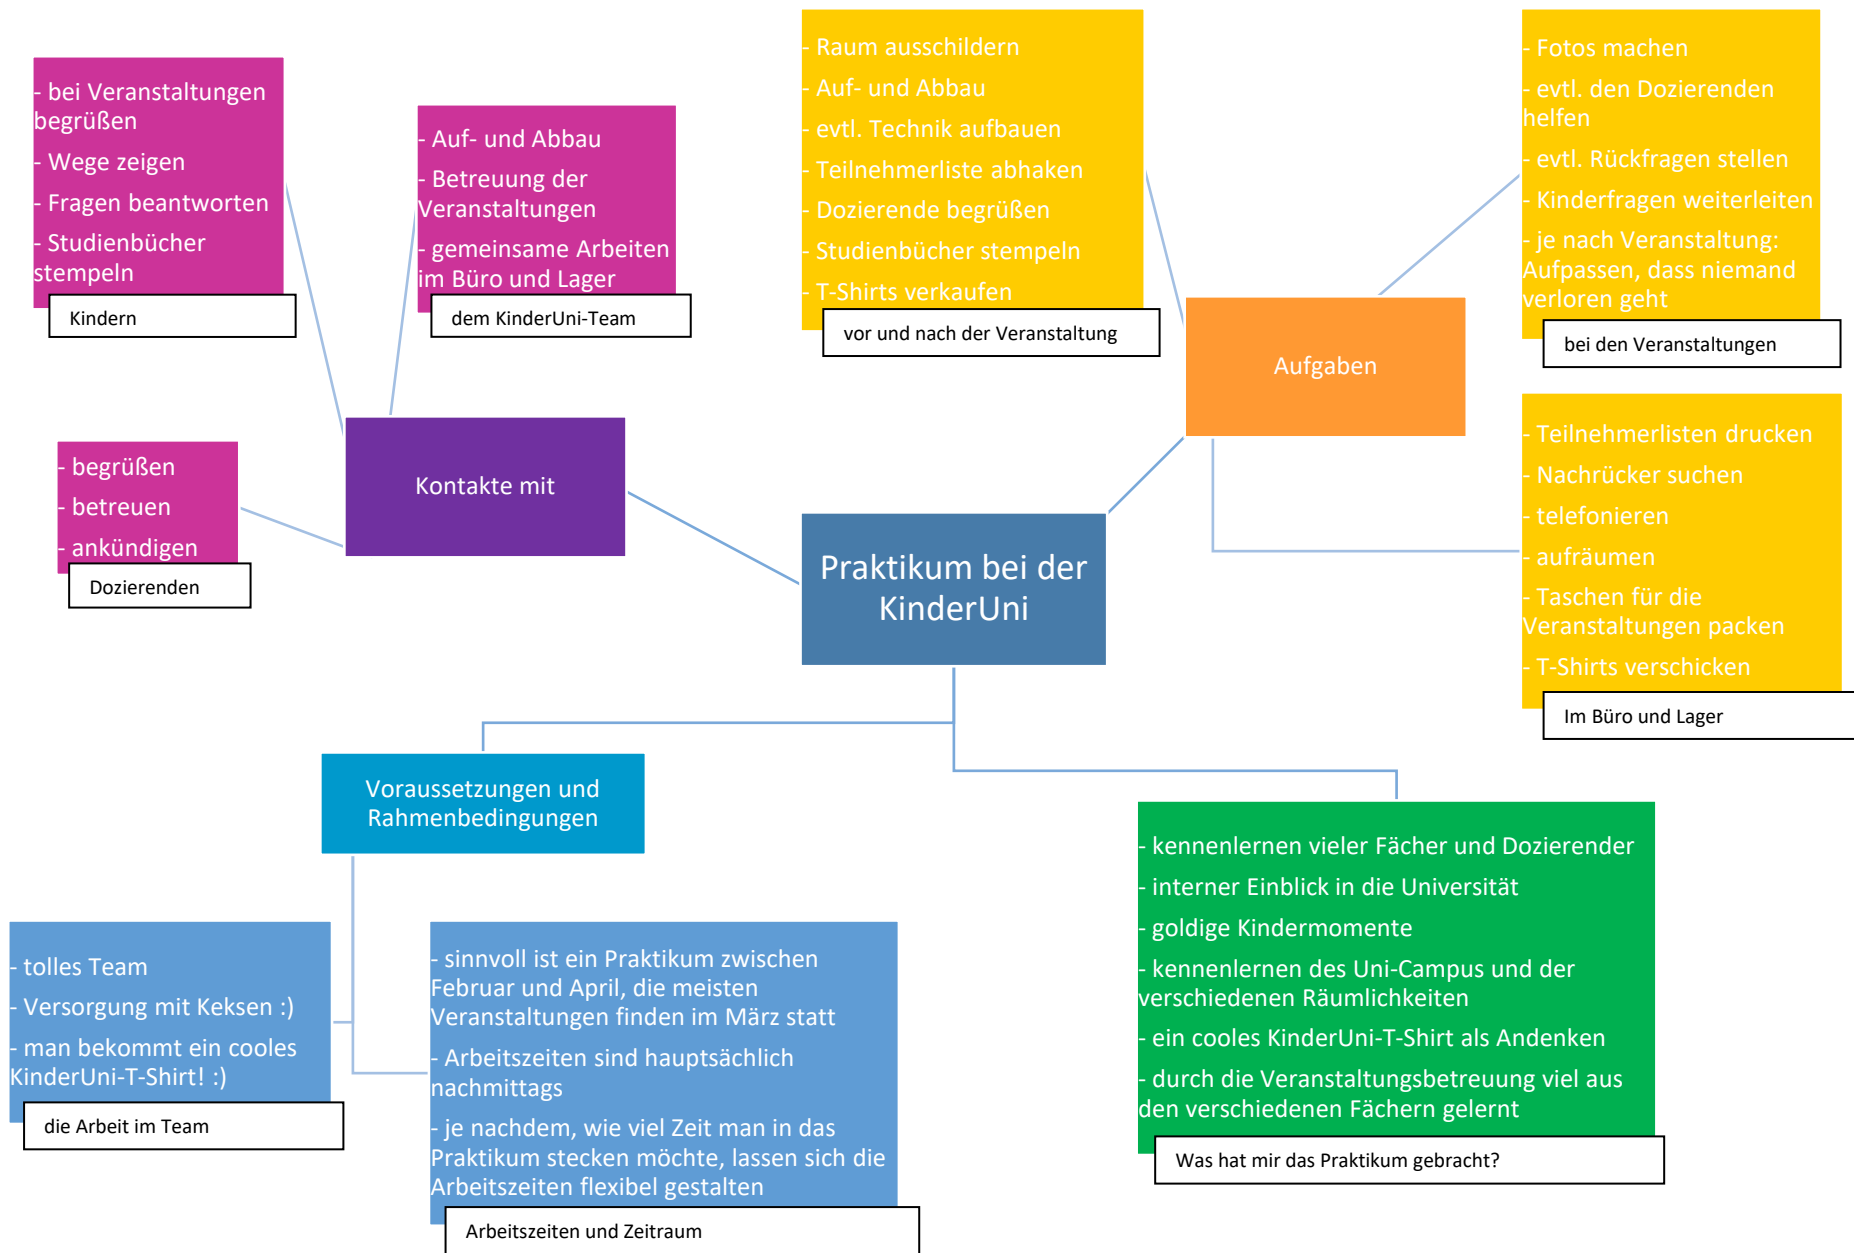 - bei Veranstaltungen
begrüßen
- Wege zeigen
- Fragen beantworten
- Studienbücher
stempeln
Kindern
- Auf- und Abbau
- Betreuung der
Veranstaltungen
- gemeinsame Arbeiten
im Büro und Lager
dem KinderUni-Team
- Raum ausschildern
- Auf- und Abbau
- evtl. Technik aufbauen
- Teilnehmerliste abhaken
- Dozierende begrüßen
- Studienbücher stempeln
- T-Shirts verkaufen
vor und nach der Veranstaltung
- Fotos machen
- evtl. den Dozierenden
helfen
- evtl. Rückfragen stellen
- Kinderfragen weiterleiten
- je nach Veranstaltung:
Aufpassen, dass niemand
verloren geht
bei den Veranstaltungen
Aufgaben
- begrüßen
- betreuen
- ankündigen
Dozierenden
Kontakte mit
Praktikum bei der
KinderUni
- Teilnehmerlisten drucken
- Nachrücker suchen
- telefonieren
- aufräumen
- Taschen für die
Veranstaltungen packen
- T-Shirts verschicken
Im Büro und Lager
Voraussetzungen und
Rahmenbedingungen
- tolles Team
- Versorgung mit Keksen :)
- man bekommt ein cooles
KinderUni-T-Shirt! :)
die Arbeit im Team
- sinnvoll ist ein Praktikum zwischen
Februar und April, die meisten
Veranstaltungen finden im März statt
- Arbeitszeiten sind hauptsächlich
nachmittags
- je nachdem, wie viel Zeit man in das
Praktikum stecken möchte, lassen sich die
Arbeitszeiten flexibel gestalten
Arbeitszeiten und Zeitraum
- kennenlernen vieler Fächer und Dozierender
- interner Einblick in die Universität
- goldige Kindermomente
- kennenlernen des Uni-Campus und der
verschiedenen Räumlichkeiten
- ein cooles KinderUni-T-Shirt als Andenken
- durch die Veranstaltungsbetreuung viel aus
den verschiedenen Fächern gelernt
Was hat mir das Praktikum gebracht?